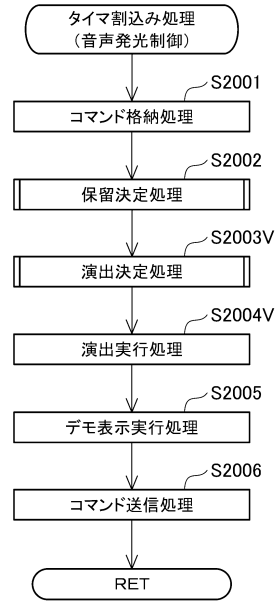 タイマ割込み処理
（音声発光制御）
S2001
コマンド格納処理
S2002
保留決定処理
S2003V
演出決定処理
S2004V
演出実行処理
S2005
デモ表示実行処理
S2006
コマンド送信処理
RET